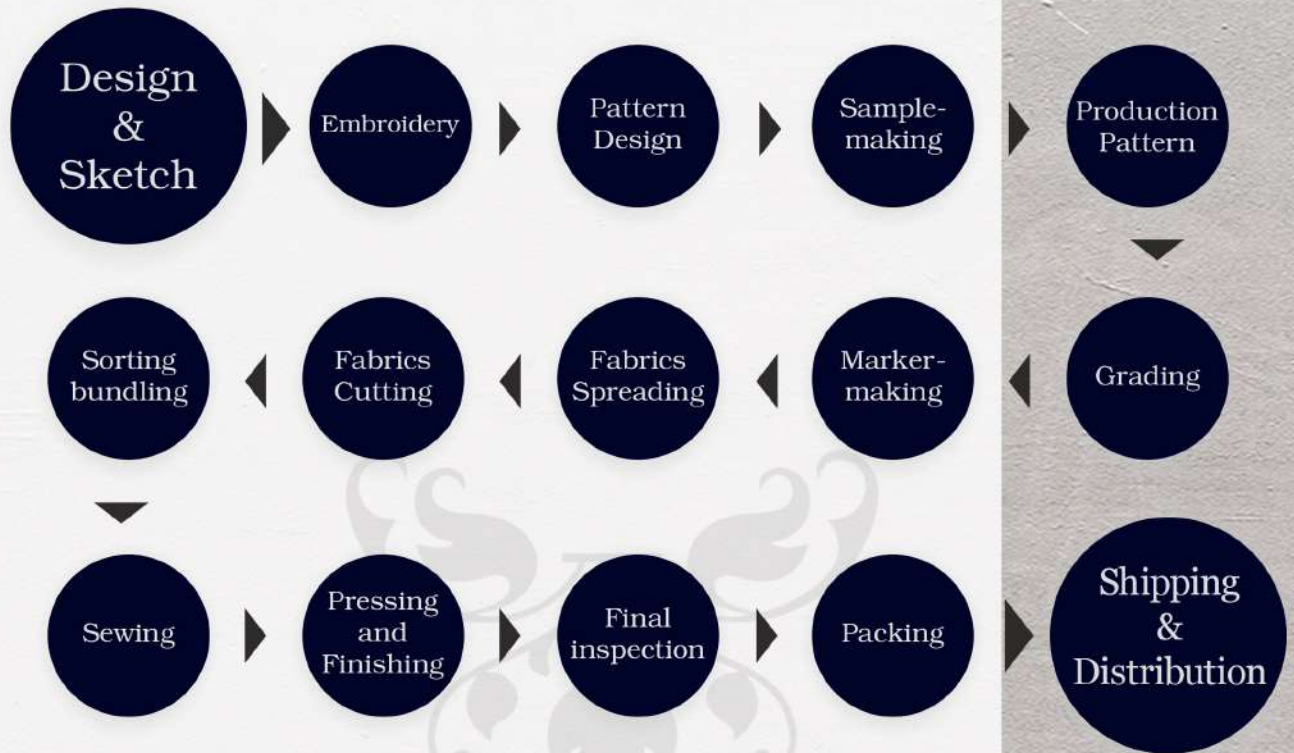 Design
&
Sketch
Embroidery
Pattern
Design
Sample-
making
Production
Pattern
Grading
Marker-
making
Fabrics
Spreading
Fabrics
Cutting
Sorting
bundling
Sewing
Pressing
and
Finishing
Final
inspection
Packing
Shipping
&
Distribution